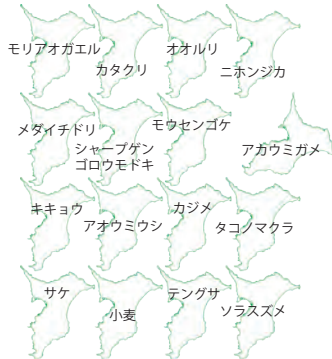 モリアオガエル
カタクリ
オオルリ
ニホンジカ
メダイチドリ
シャープゲン
ゴロウモドキ
モウセンゴケ
アカウミガメ
キキョウ
アオウミウシ
カジメ
タコノマクラ
サケ
小麦
テングサ
ソラスズメ